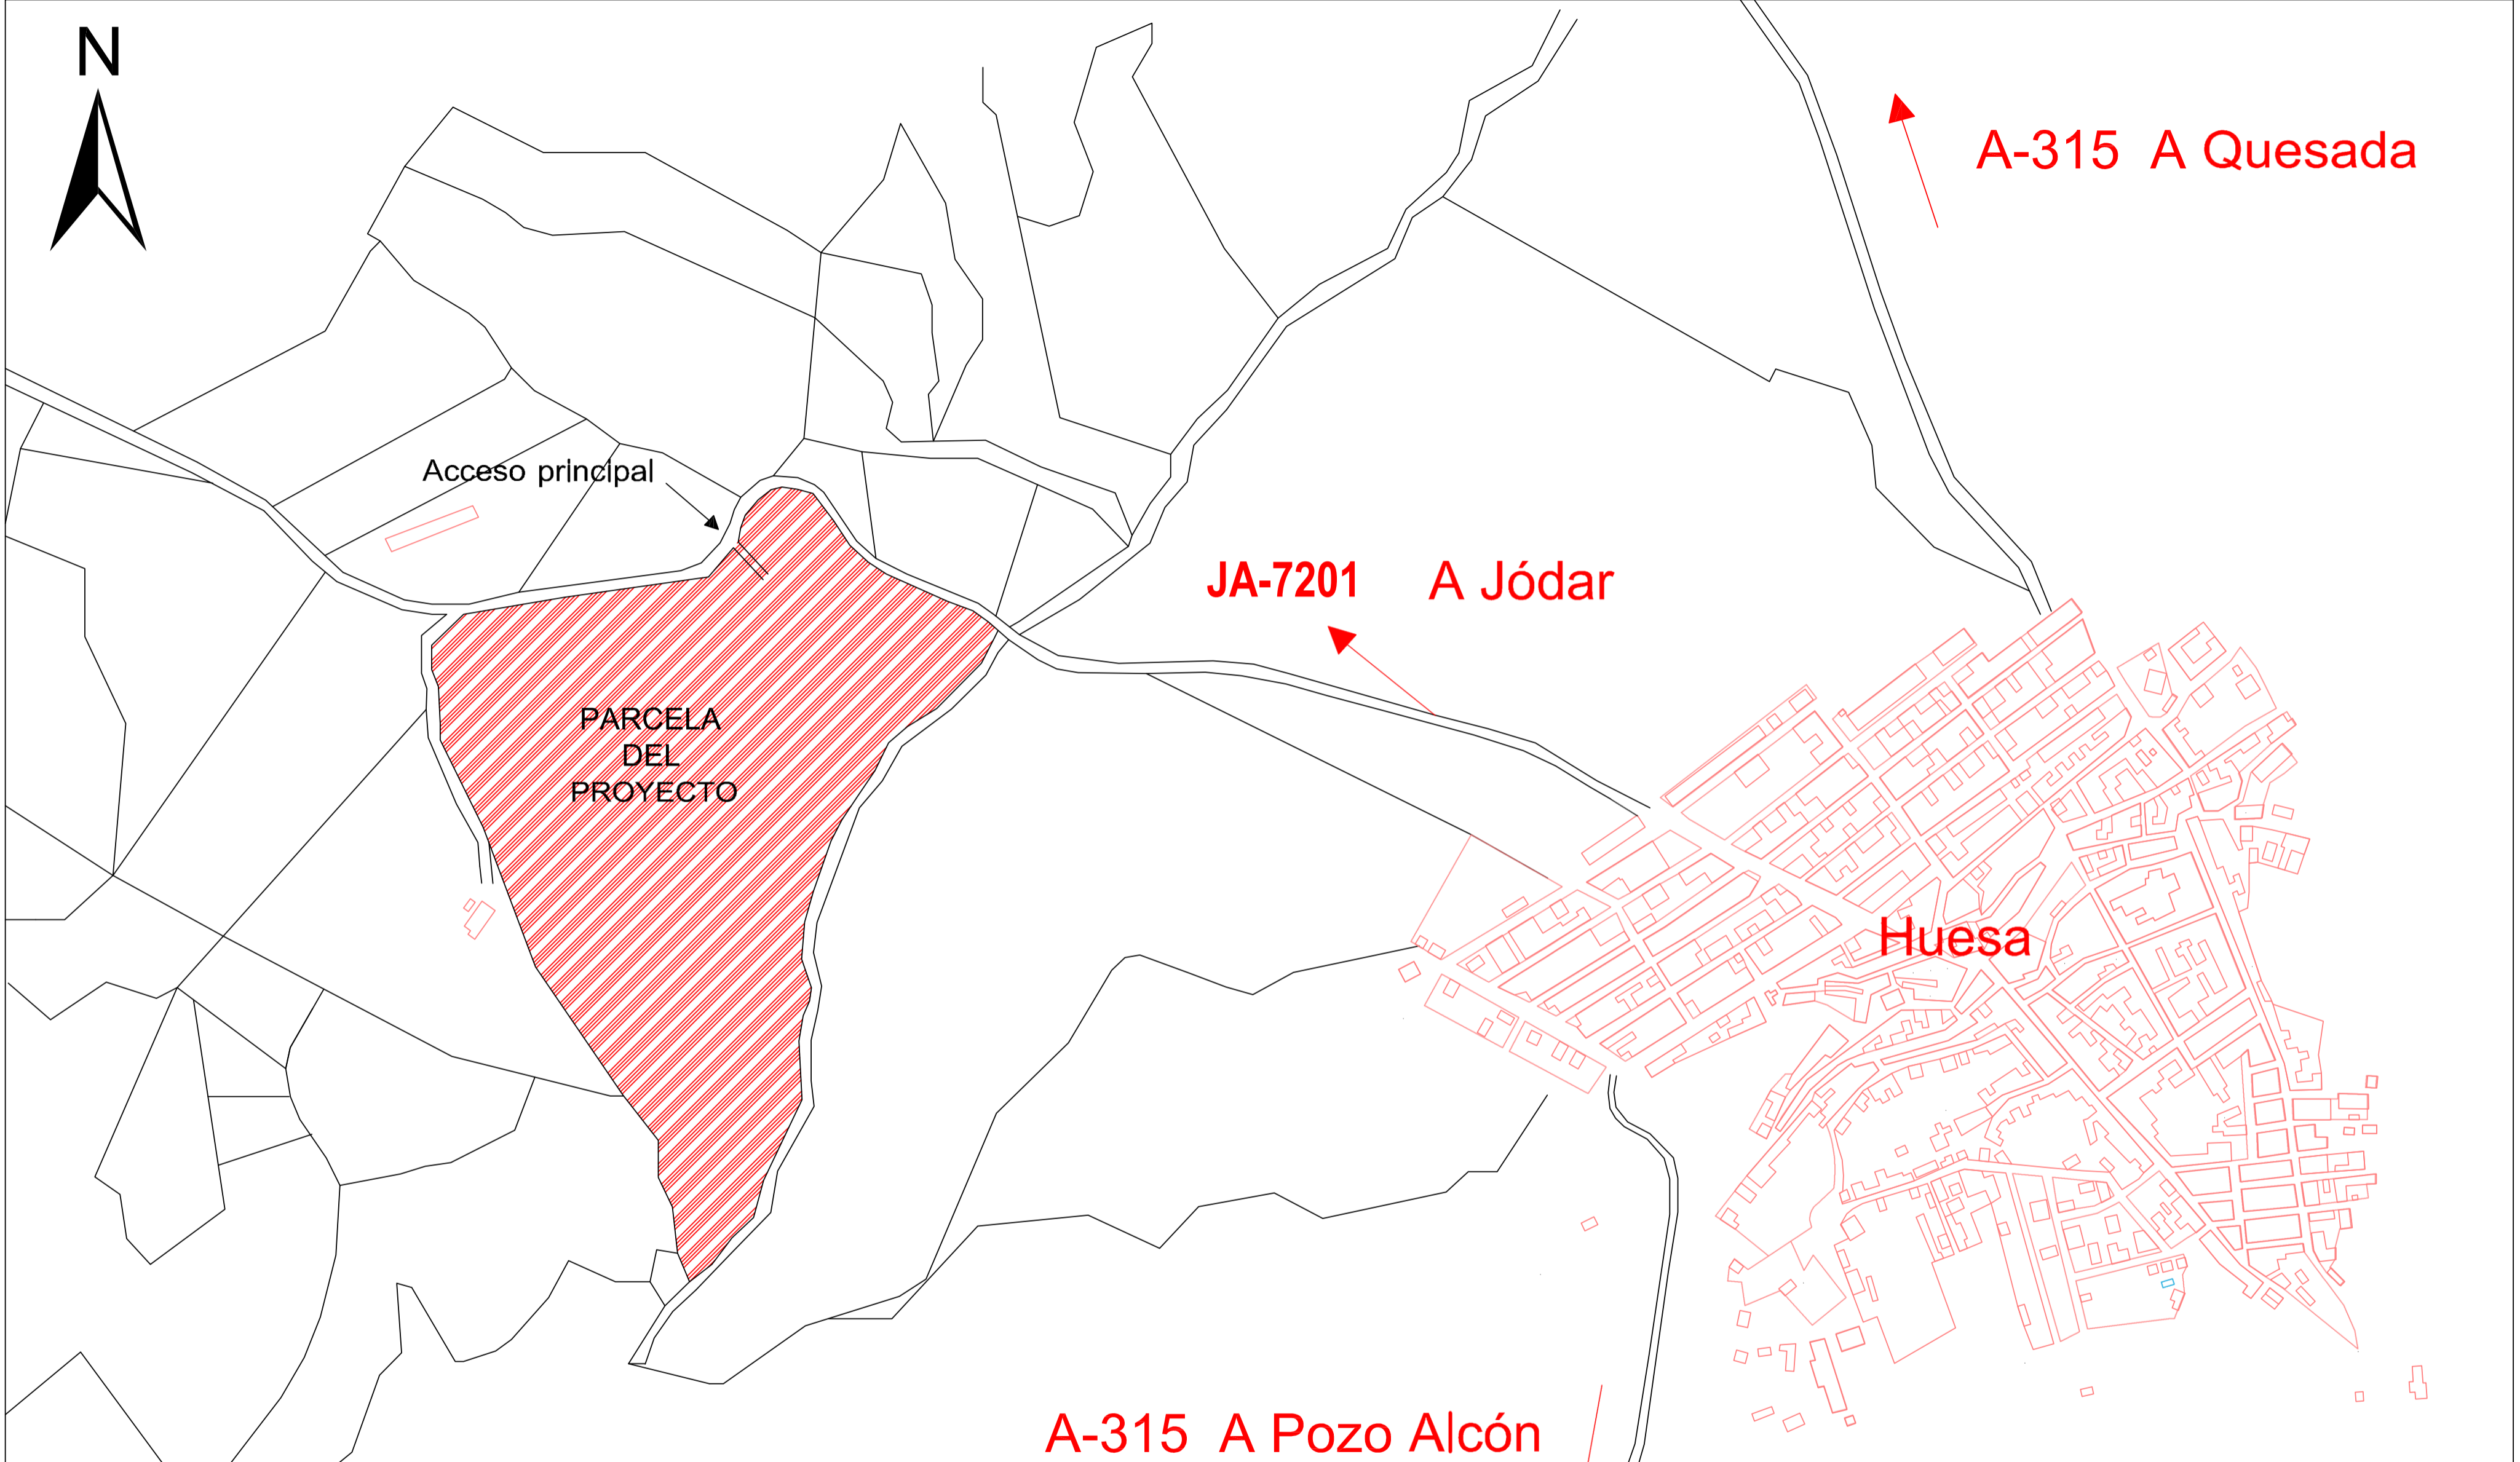 N
A-315 A Quesada
Acceso principal
JA-7201 A Jódar
PARCELA
DEL
PROYECTO
Huesa
A-315 A Pozo Alcón